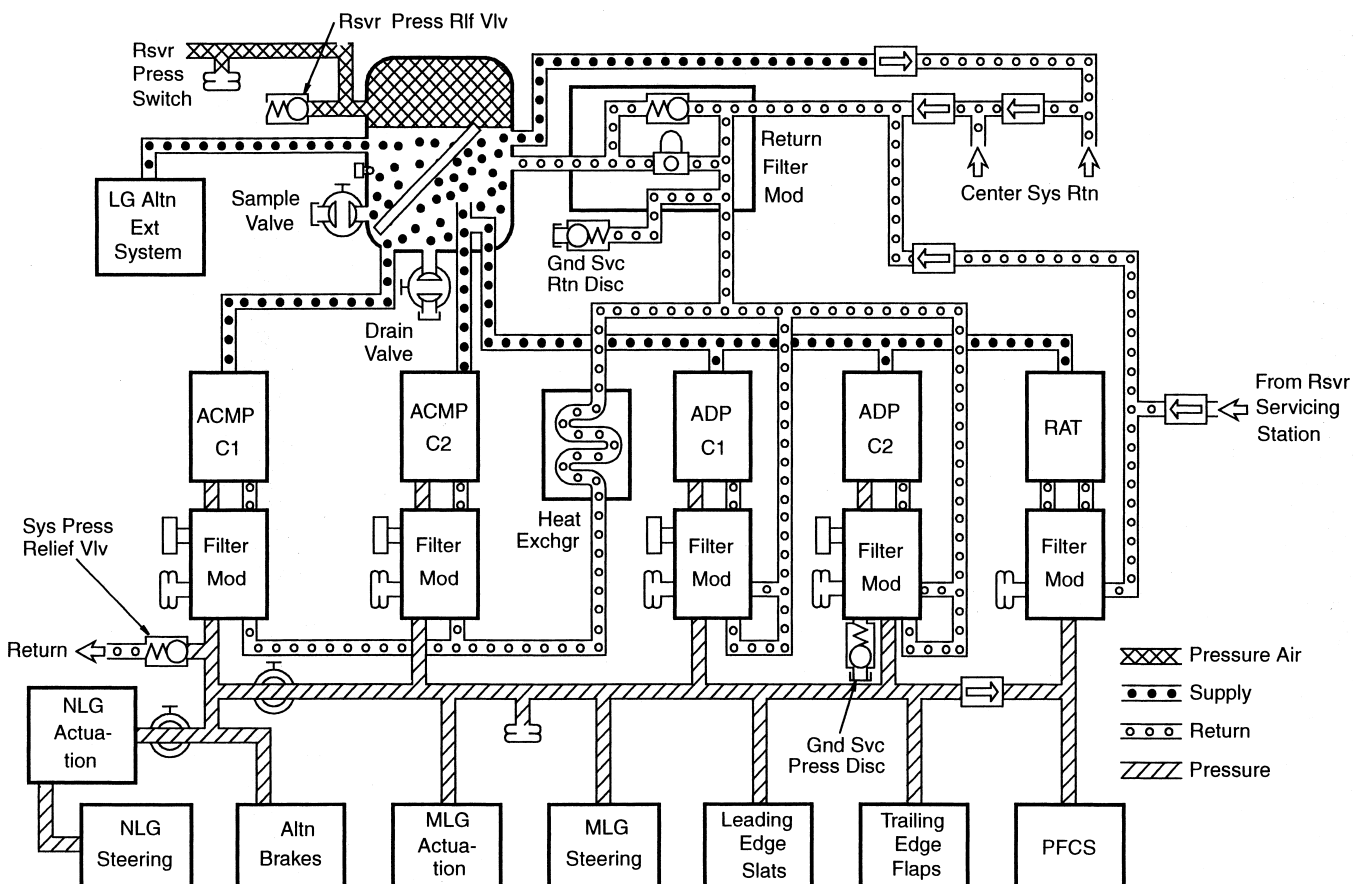 Rsvr Press Rlf Vlv
Rsvr
Press
Switch
Return
Filter
Mod
Center Sys Rtn
LG Altn
Ext
System
Sample
Valve
Gnd Svc
Rtn Disc
Drain
Valve
From Rsvr
Servicing
Station
ACMP
C1
ACMP
C2
ADP
C1
ADP
C2
RAT
Heat
Exchgr
Sys Press
Relief Vlv
Filter
Mod
Filter
Mod
Filter
Mod
Filter
Mod
Filter
Mod
Return
Pressure Air
Supply
Return
Pressure
NLG
Actua-
tion
Gnd Svc
Press Disc
NLG
Steering
Altn
Brakes
MLG
Actua-
tion
MLG
Steering
Leading
Edge
Slats
Trailing
Edge
Flaps
PFCS